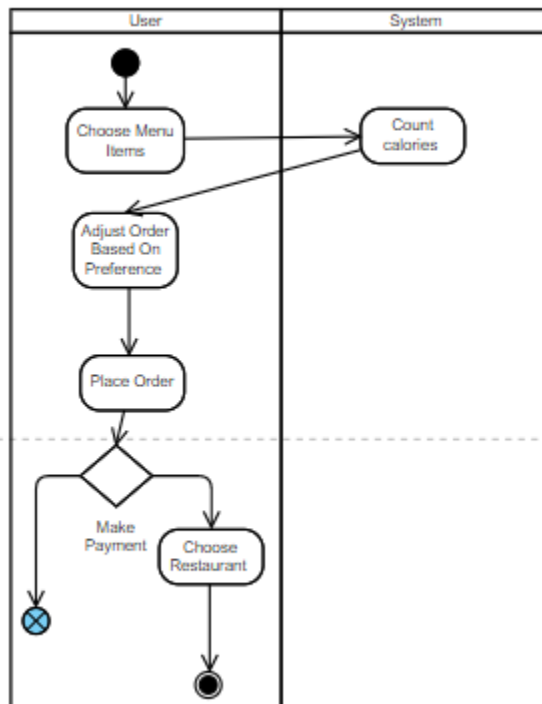 User
System
Choose Menu
Items
Count
calories
Adjust Order
Based On
Preference
Place Order
Make
Payment
Choose
Restaurant